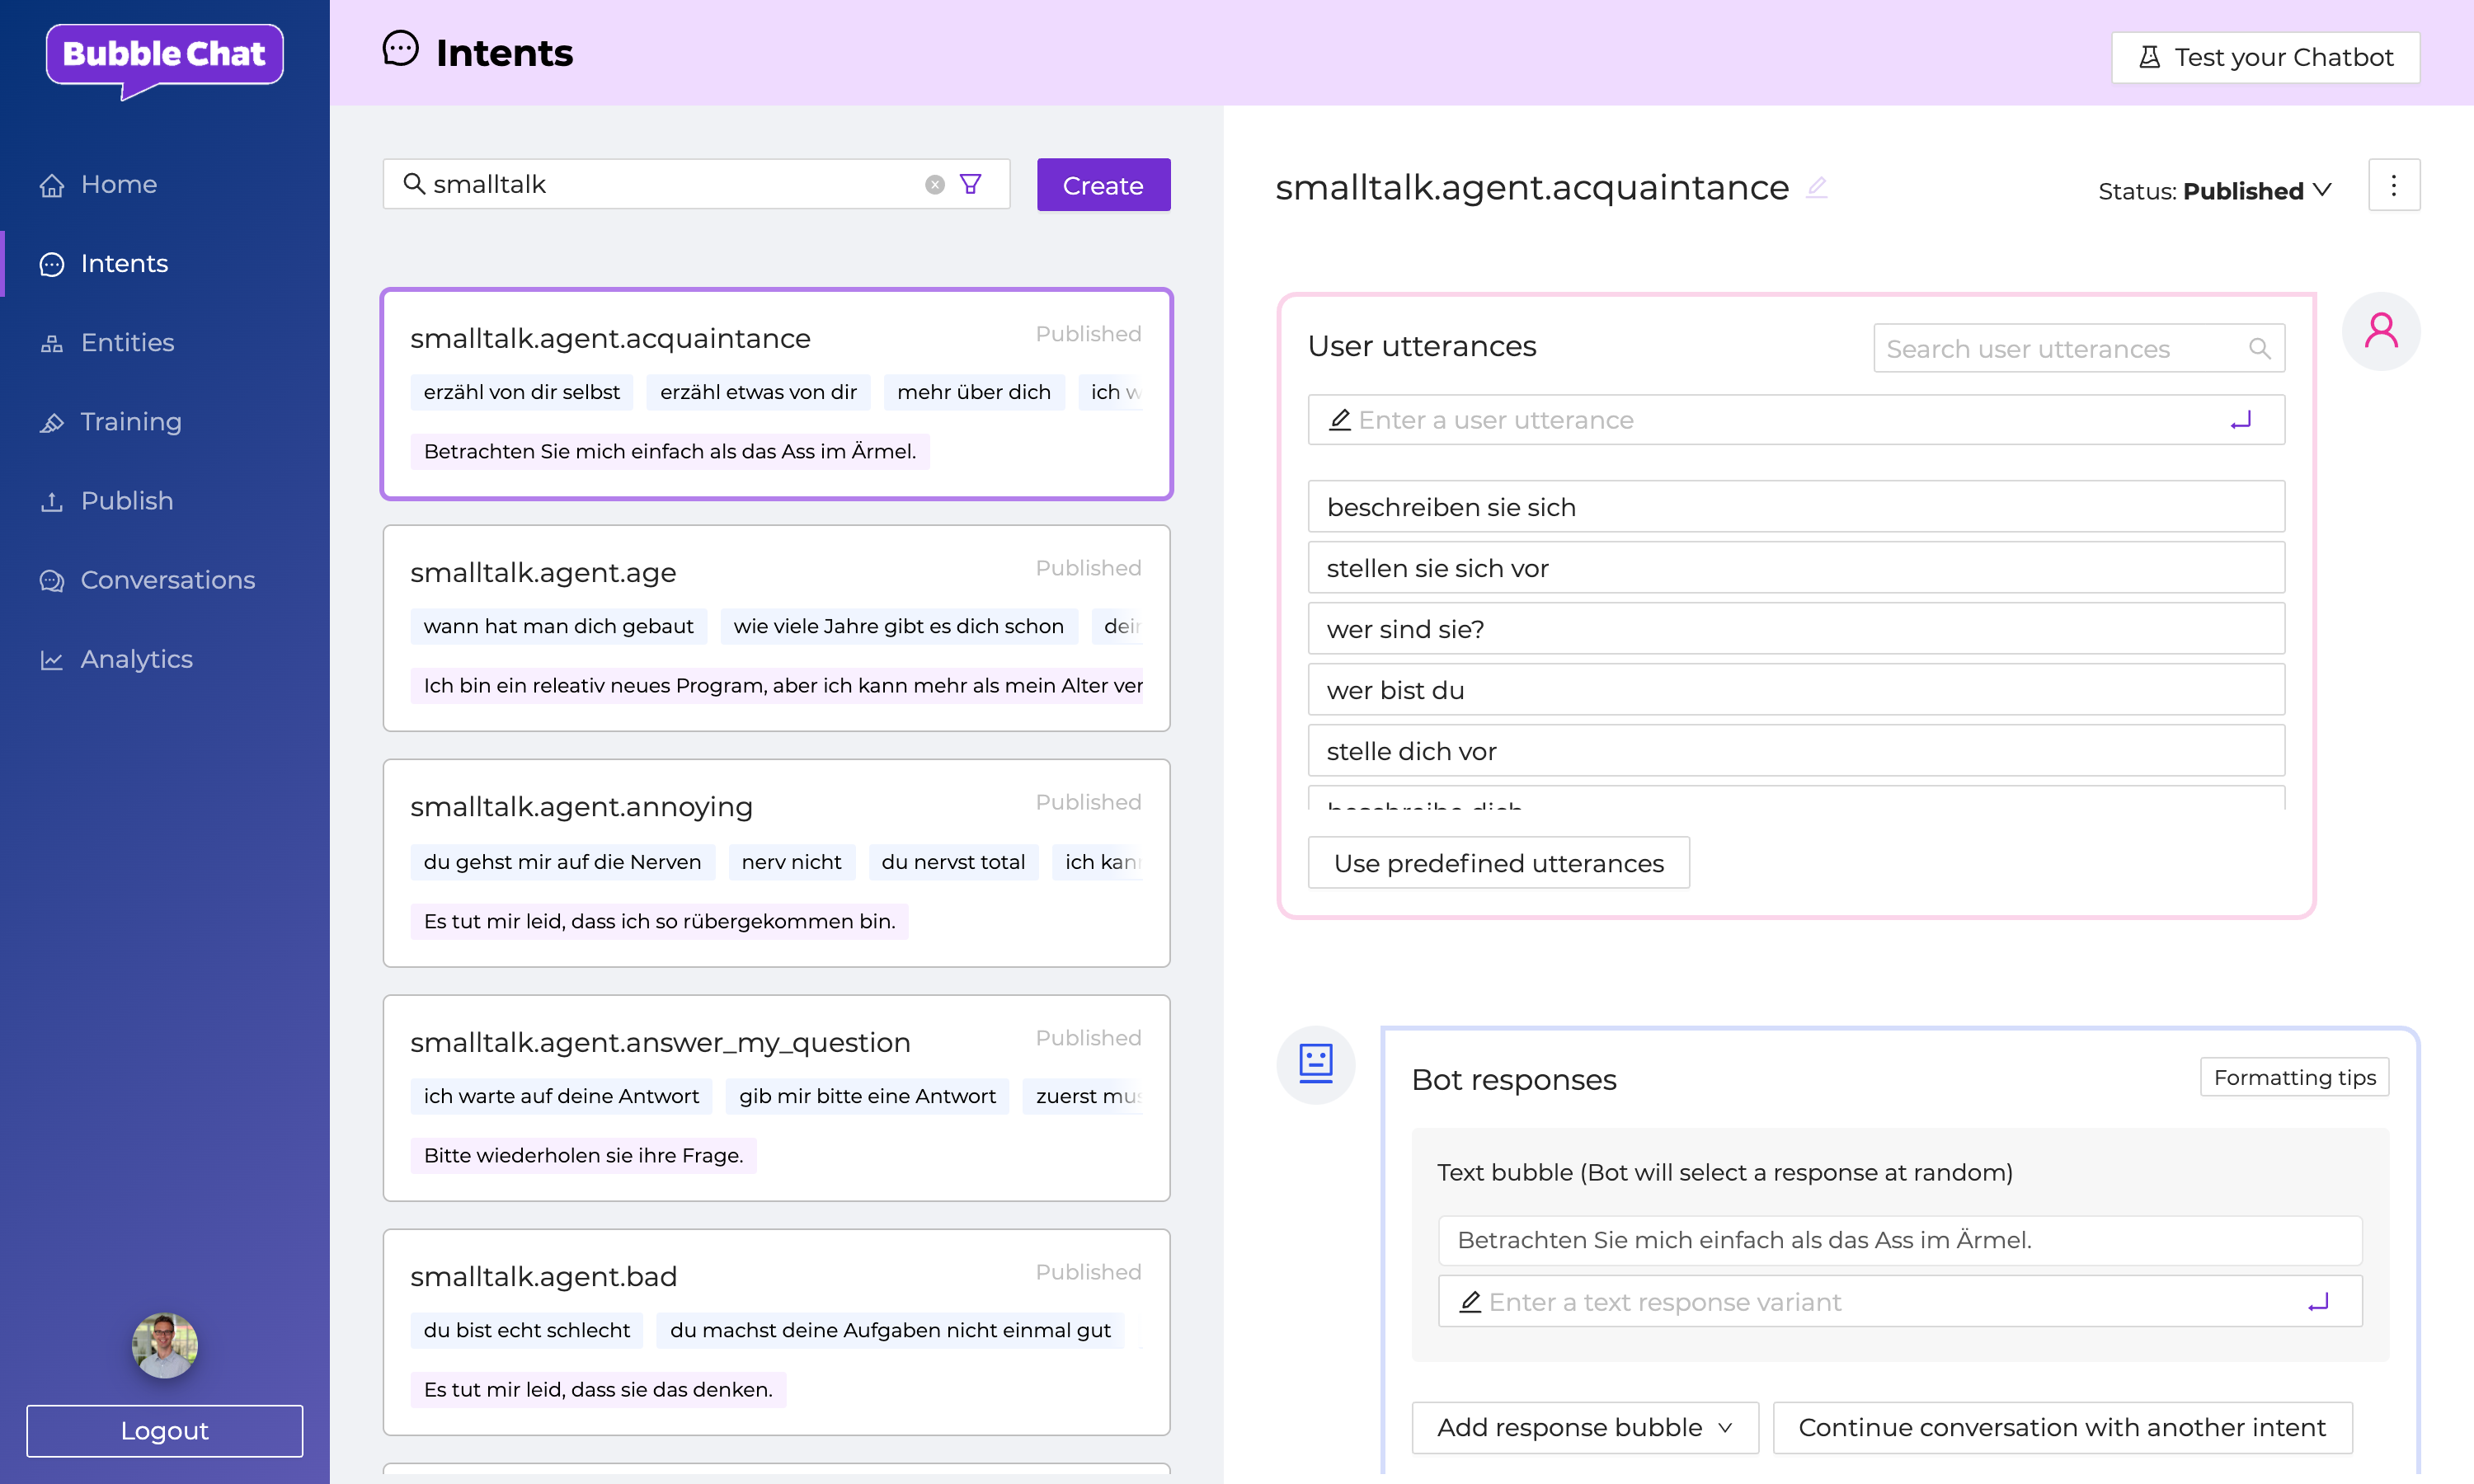 Bubble Chat
Home
Intents
Entities
Training
Publish
Conversations
Analytics
Logout
Intents
Test your Chatbot
smalltalk
Create
smalltalk.agent.acquaintance
Published
erzähl von dir selbst
erzähl etwas von dir
mehr über dich
ich
Betrachten Sie mich einfach als das Ass im Ärmel.
smalltalk.agent.age
Published
wann hat man dich gebaut
wie viele Jahre gibt es dich schon
Ich bin ein releativ neues Program, aber ich kann mehr als mein Alter ver
smalltalk.agent.annoying
Published
du gehst mir auf die Nerven
nerv nicht
du nervst total
ich kann
Es tut mir leid, dass ich so rübergekommen bin.
smalltalk.agent.answer_my_question
Published
ich warte auf deine Antwort
gib mir bitte eine Antwort
zuerst mus
Bitte wiederholen sie ihre Frage.
smalltalk.agent.bad
Published
du bist echt schlecht
du machst deine Aufgaben nicht einmal gut
Es tut mir leid, dass sie das denken.
smalltalk.agent.acquaintance
Status: Published
User utterances
Search user utterances
Enter a user utterance
beschreiben sie sich
stellen sie sich vor
wer sind sie?
wer bist du
stelle dich vor
beschreibe dich
Use predefined utterances
Bot responses
Formatting tips
Text bubble (Bot will select a response at random)
Betrachten Sie mich einfach als das Ass im Ärmel.
Enter a text response variant
Add response bubble
Continue conversation with another intent